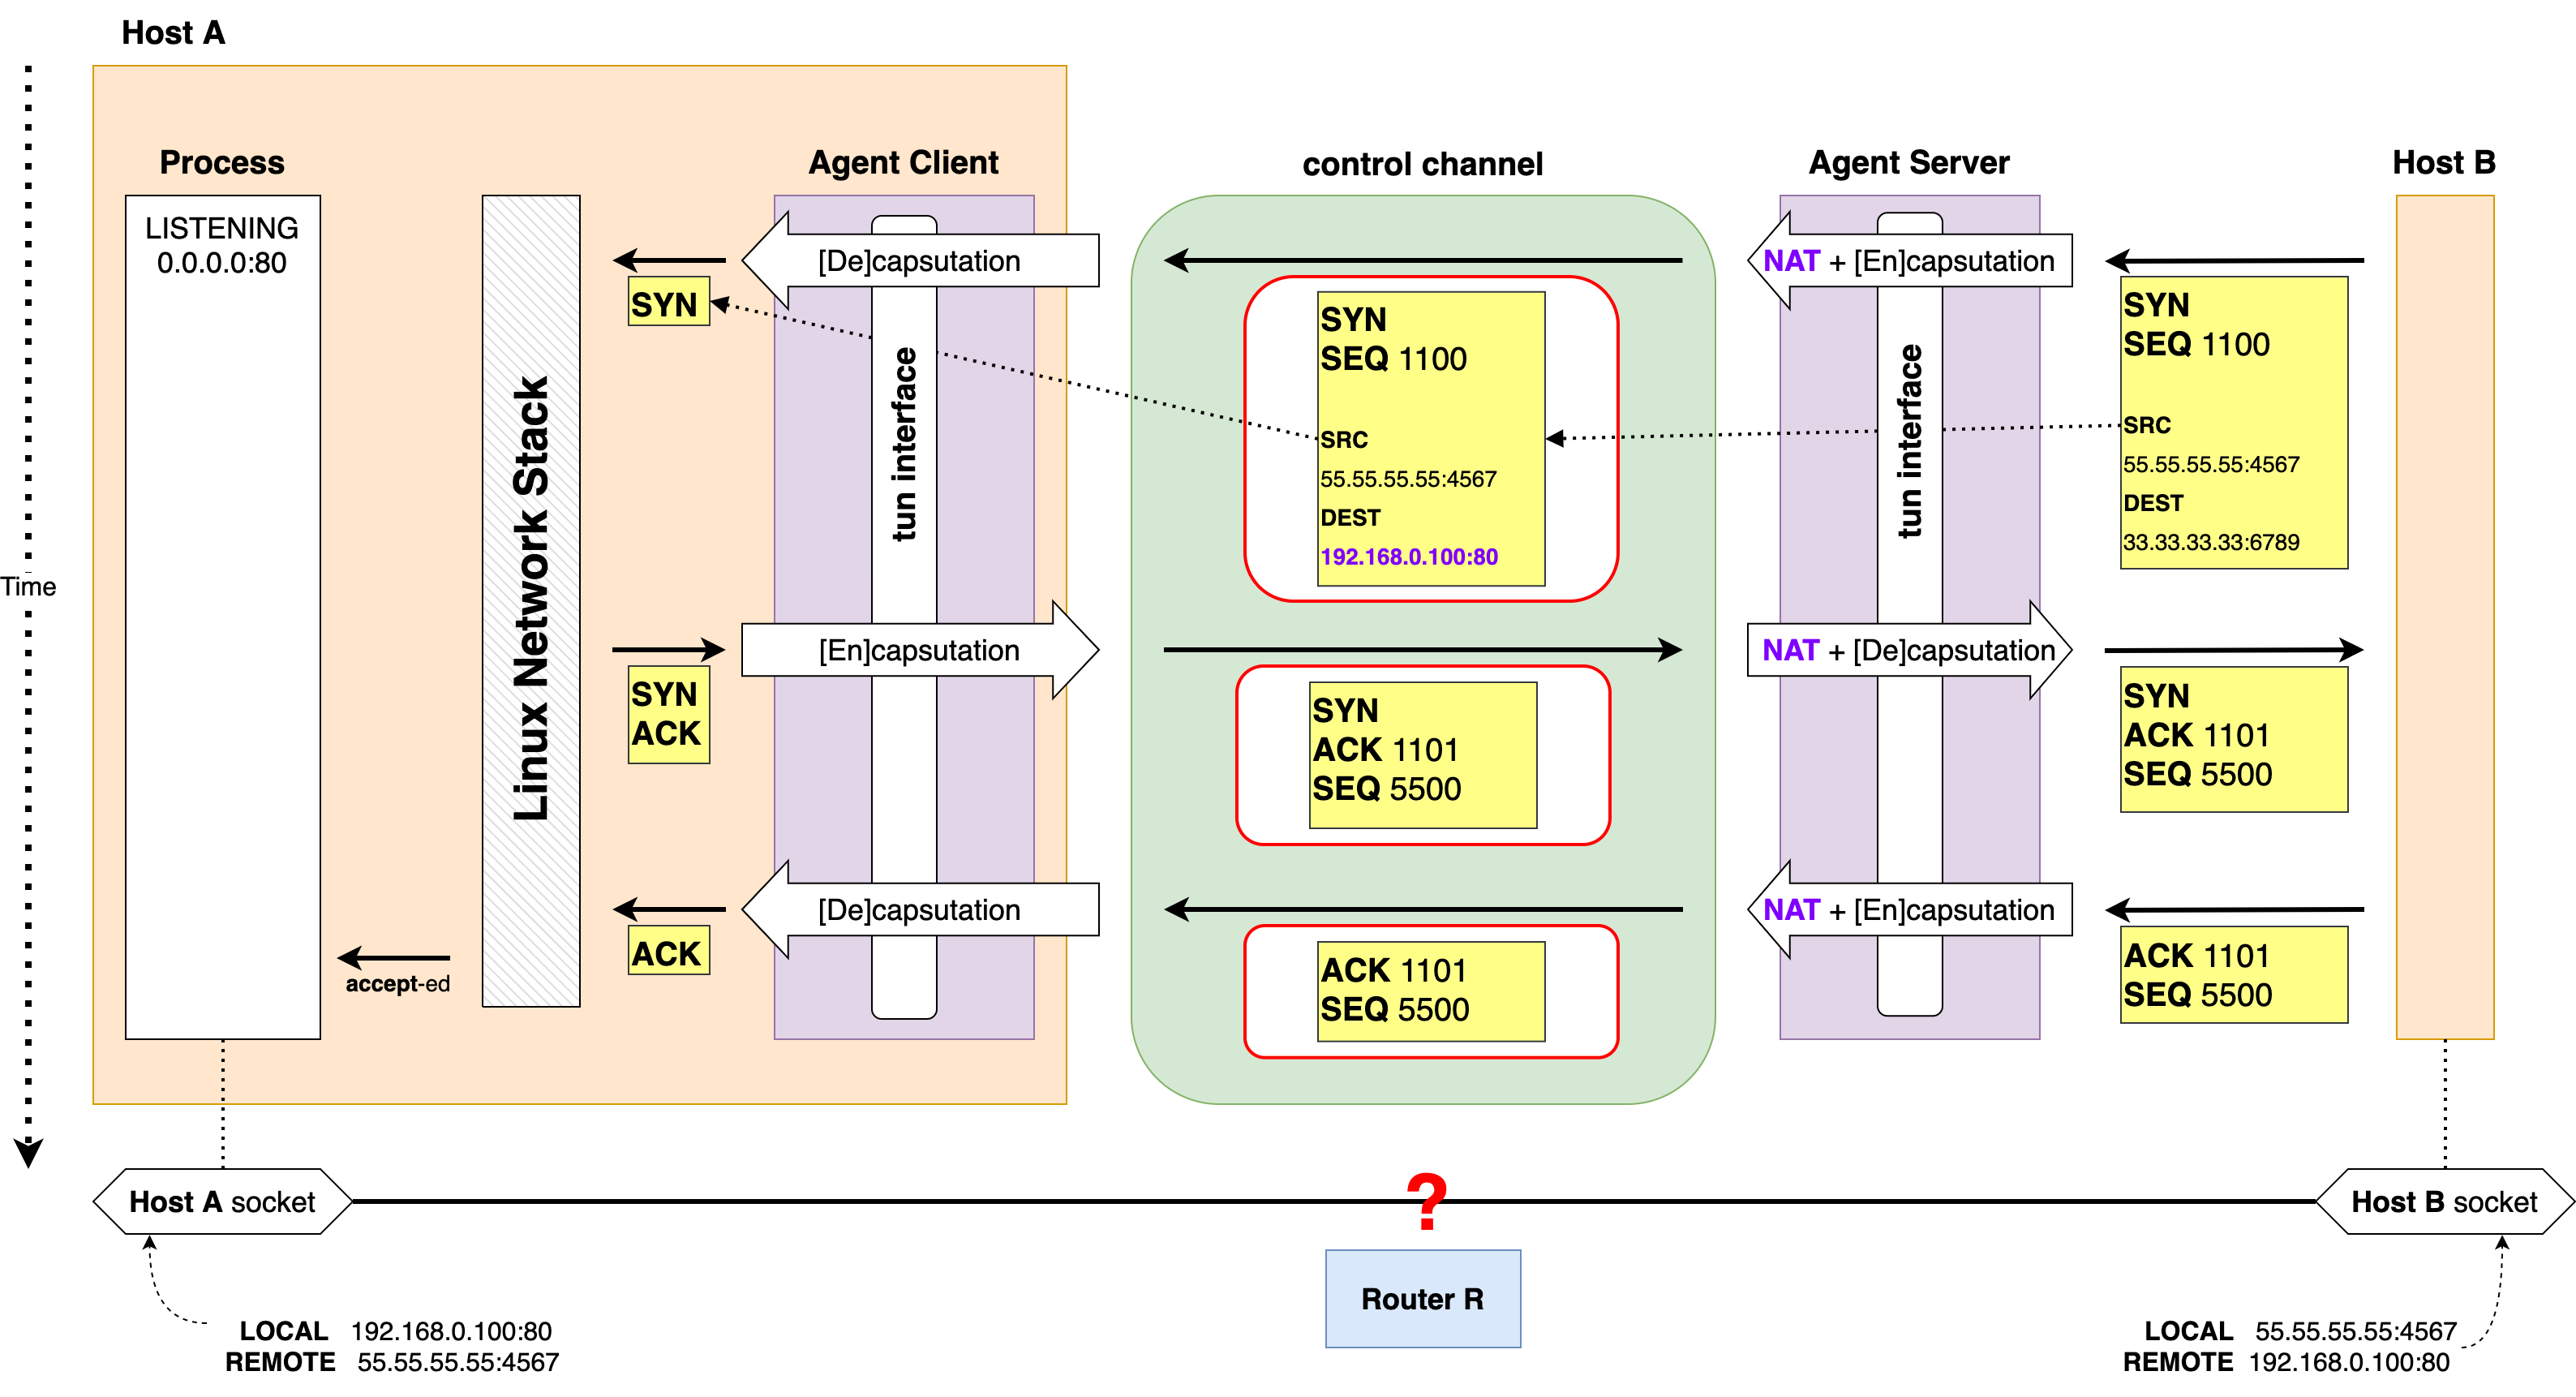 Host A
Process
Agent Client
control channel
Agent Server
Host B
LISTENING
0.0.0.0:80
[De]capsutation
NAT + [En]capsutation
SYN
SYN
SEQ 1100
SRC
55.55.55.55:4567
DEST
192.168.0.100:80
SYN
SEQ 1100
SRC
55.55.55.55:4567
DEST
33.33.33.33:6789
Linux Network Stack
tun interface
tun interface
Time
[En]capsutation
NAT + [De]capsutation
SYN
ACK
SYN
ACK 1101
SEQ 5500
SYN
ACK 1101
SEQ 5500
[De]capsutation
NAT + [En]capsutation
ACK
ACK 1101
SEQ 5500
ACK 1101
SEQ 5500
accept-ed
Host A socket
?
Host B socket
Router R
LOCAL 192.168.0.100:80
REMOTE 55.55.55.55:4567
LOCAL 55.55.55.55:4567
REMOTE 192.168.0.100:80